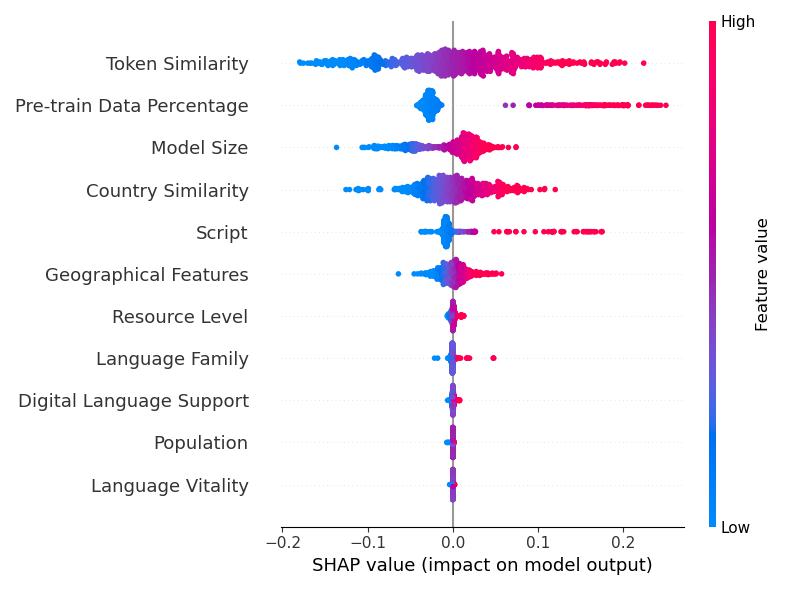 High
Token Similarity
Pre-train Data Percentage
Model Size
Country Similarity
Script
Geographical Features
Resource Level
Language Family
Digital Language Support
Population
Language Vitality
Feature value
Low
−0.2 −0.1 0.0 0.1 0.2
SHAP value (impact on model output)